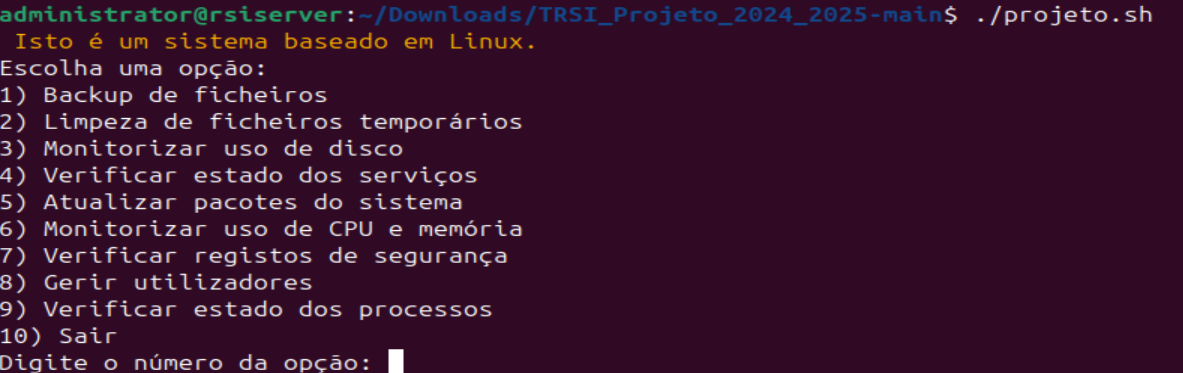 administrator@rsiserver:~/Downloads/TRSI_Projeto_2024_2025-main$ ./projeto.sh
Isto é um sistema baseado em Linux.
Escolha uma opção:
1) Backup de ficheiros
2) Limpeza de ficheiros temporários
3) Monitorizar uso de disco
4) Verificar estado dos serviços
5) Atualizar pacotes do sistema
6) Monitorizar uso de CPU e memória
7) Verificar registos de segurança
8) Gerir utilizadores
9) Verificar estado dos processos
10) Sair
Digite o número da opção: